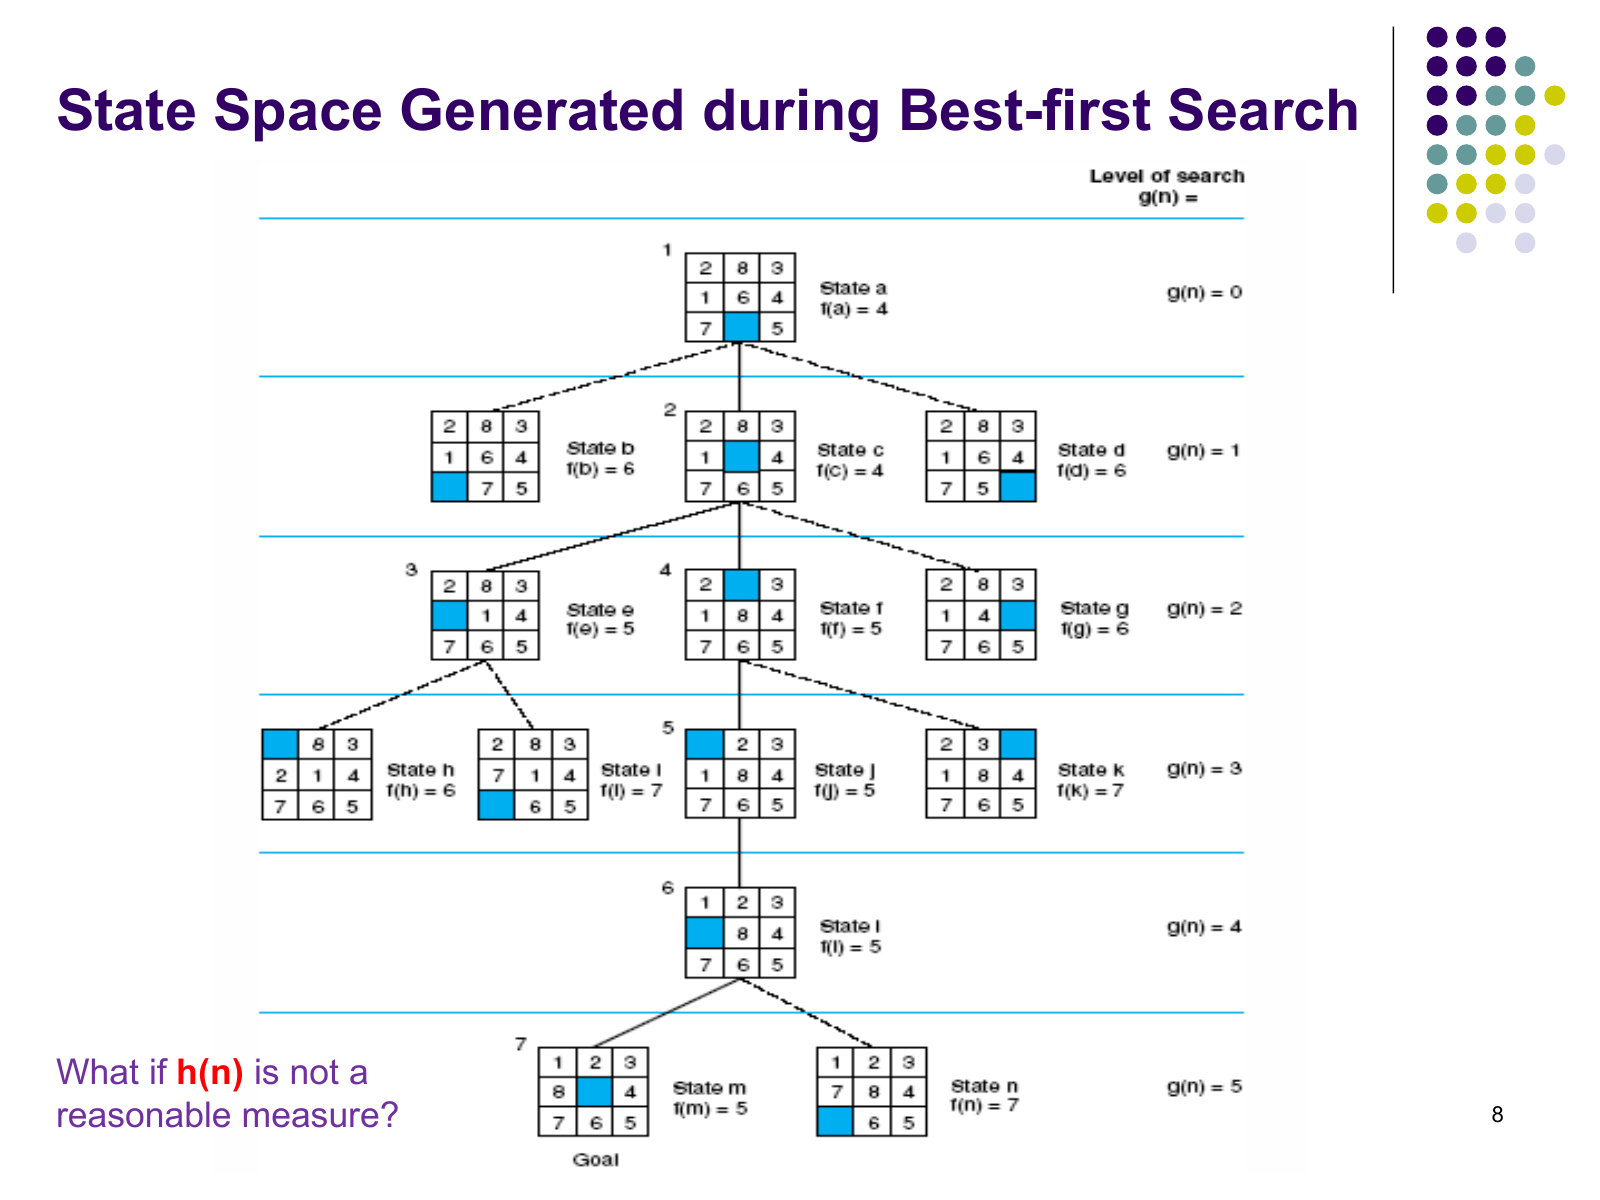 State Space Generated during Best-first Search
Level of search
g(n) =
1
2 8 3
1 6 4
7 5
State a
f(a) = 4
g(n) = 0
2 8 3
1 6 4
7 5
State b
f(b) = 6
2
2 8 3
1 4
7 6 5
State c
f(c) = 4
2 8 3
1 6 4
7 5
State d
f(d) = 6
g(n) = 1
3
2 8 3
1 4
7 6 5
State e
f(e) = 5
4
2 3
1 8 4
7 6 5
State f
f(f) = 5
2 8 3
1 4
7 6 5
State g
f(g) = 6
g(n) = 2
8 3
2 1 4
7 6 5
State h
f(h) = 6
2 8 3
7 1 4
6 5
State i
f(i) = 7
5
2 3
1 8 4
7 6 5
State j
f(j) = 5
2 3
1 8 4
7 6 5
State k
f(k) = 7
g(n) = 3
6
1 2 3
8 4
7 6 5
State l
f(l) = 5
g(n) = 4
7
1 2 3
8 4
7 6 5
State m
f(m) = 5
Goal
1 2 3
7 8 4
6 5
State n
f(n) = 7
g(n) = 5
What if h(n) is not a
reasonable measure?
8